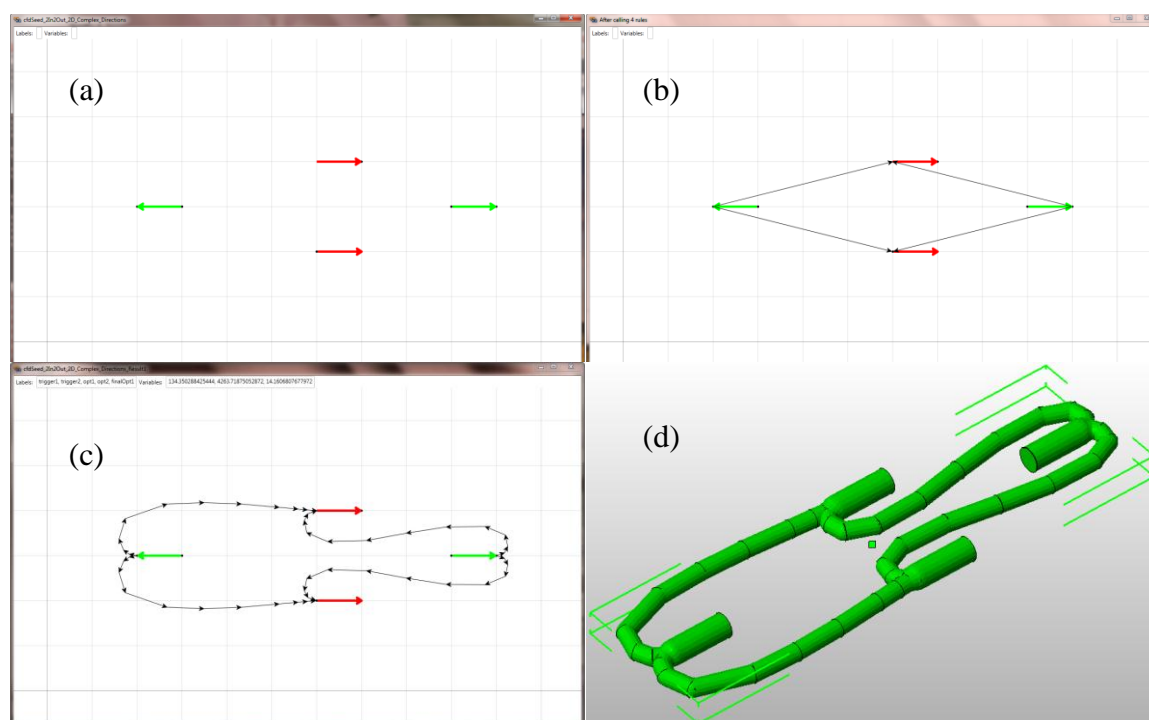 cfdSeed_2In2Out_2D_Complex_Directions
Labels: Variables:
(a)
After calling 4 rules
Labels: Variables:
(b)
cfdSeed_2In2Out_2D_Complex_Directions_Result1
Labels: trigger1, trigger2, opt1, opt2, finalOpt1 Variables: 134.350288425444, 4263.71875052872, 14.1606807677972
(c)
(d)